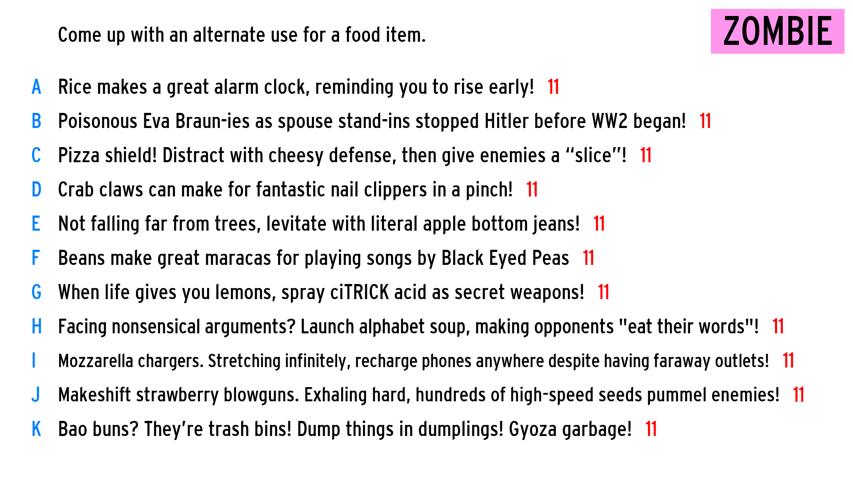 Come up with an alternate use for a food item.
ZOMBIE
A Rice makes a great alarm clock, reminding you to rise early! 11
B Poisonous Eva Braun-ies as spouse stand-ins stopped Hitler before WW2 began! 11
C Pizza shield! Distract with cheesy defense, then give enemies a “slice”! 11
D Crab claws can make for fantastic nail clippers in a pinch! 11
E Not falling far from trees, levitate with literal apple bottom jeans! 11
F Beans make great maracas for playing songs by Black Eyed Peas 11
G When life gives you lemons, spray ciTRICK acid as secret weapons! 11
H Facing nonsensical arguments? Launch alphabet soup, making opponents "eat their words"! 11
I Mozzarella chargers. Stretching infinitely, recharge phones anywhere despite having faraway outlets! 11
J Makeshift strawberry blowguns. Exhaling hard, hundreds of high-speed seeds pummel enemies! 11
K Bao buns? They’re trash bins! Dump things in dumplings! Gyoza garbage! 11